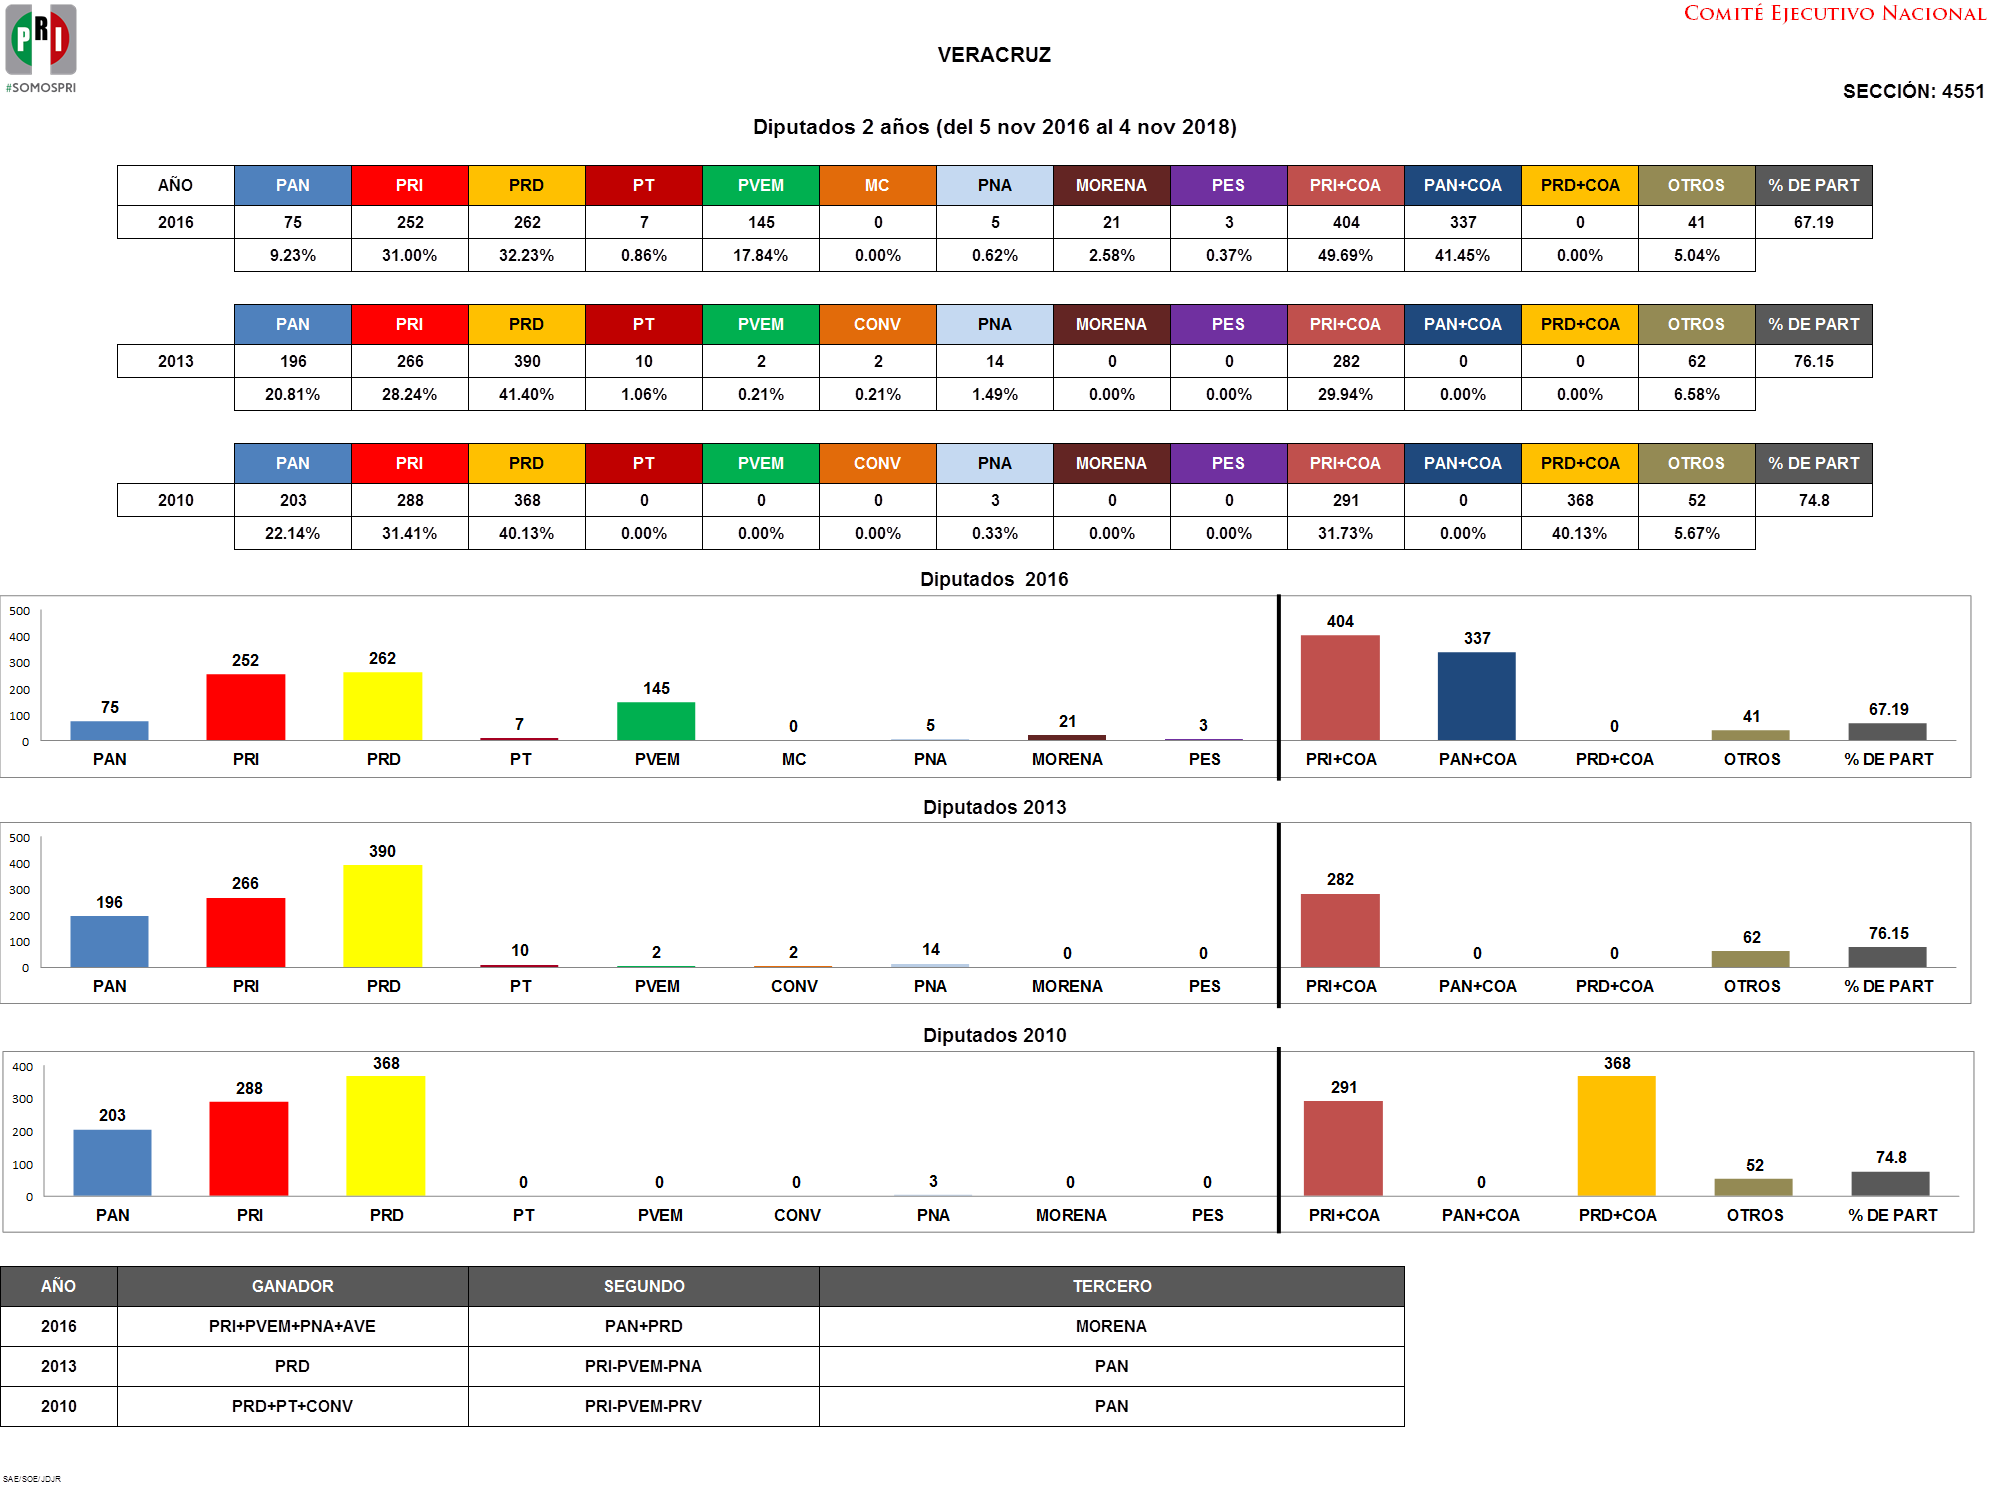 PRI
#SOMOSPRI
COMITÉ EJECUTIVO NACIONAL
VERACRUZ
SECCIÓN: 4551
Diputados 2 años (del 5 nov 2016 al 4 nov 2018)
AÑO PAN PRI PRD PT PVEM MC PNA MORENA PES PRI+COA PAN+COA PRD+COA OTROS % DE PART
2016 75 252 262 7 145 0 5 21 3 404 337 0 41 67.19
9.23% 31.00% 32.23% 0.86% 17.84% 0.00% 0.62% 2.58% 0.37% 49.69% 41.45% 0.00% 5.04%
PAN PRI PRD PT PVEM CONV PNA MORENA PES PRI+COA PAN+COA PRD+COA OTROS % DE PART
2013 196 266 390 10 2 2 14 0 0 282 0 0 62 76.15
20.81% 28.24% 41.40% 1.06% 0.21% 0.21% 1.49% 0.00% 0.00% 29.94% 0.00% 0.00% 6.58%
PAN PRI PRD PT PVEM CONV PNA MORENA PES PRI+COA PAN+COA PRD+COA OTROS % DE PART
2010 203 288 368 0 0 0 3 0 0 291 0 368 52 74.8
22.14% 31.41% 40.13% 0.00% 0.00% 0.00% 0.33% 0.00% 0.00% 31.73% 0.00% 40.13% 5.67%
Diputados 2016
500
400
300
200
100
0
75 252 262 7 145 0 5 21 3 404 337 0 41 67.19
PAN PRI PRD PT PVEM MC PNA MORENA PES PRI+COA PAN+COA PRD+COA OTROS % DE PART
Diputados 2013
500
400
300
200
100
0
196 266 390 10 2 2 14 0 0 282 0 0 62 76.15
PAN PRI PRD PT PVEM CONV PNA MORENA PES PRI+COA PAN+COA PRD+COA OTROS % DE PART
Diputados 2010
400
300
200
100
0
203 288 368 0 0 0 3 0 0 291 0 368 52 74.8
PAN PRI PRD PT PVEM CONV PNA MORENA PES PRI+COA PAN+COA PRD+COA OTROS % DE PART
AÑO GANADOR SEGUNDO TERCERO
2016 PRI+PVEM+PNA+AVE PAN+PRD MORENA
2013 PRD PRI-PVEM-PNA PAN
2010 PRD+PT+CONV PRI-PVEM-PRV PAN
SAE/SOE/JDJR